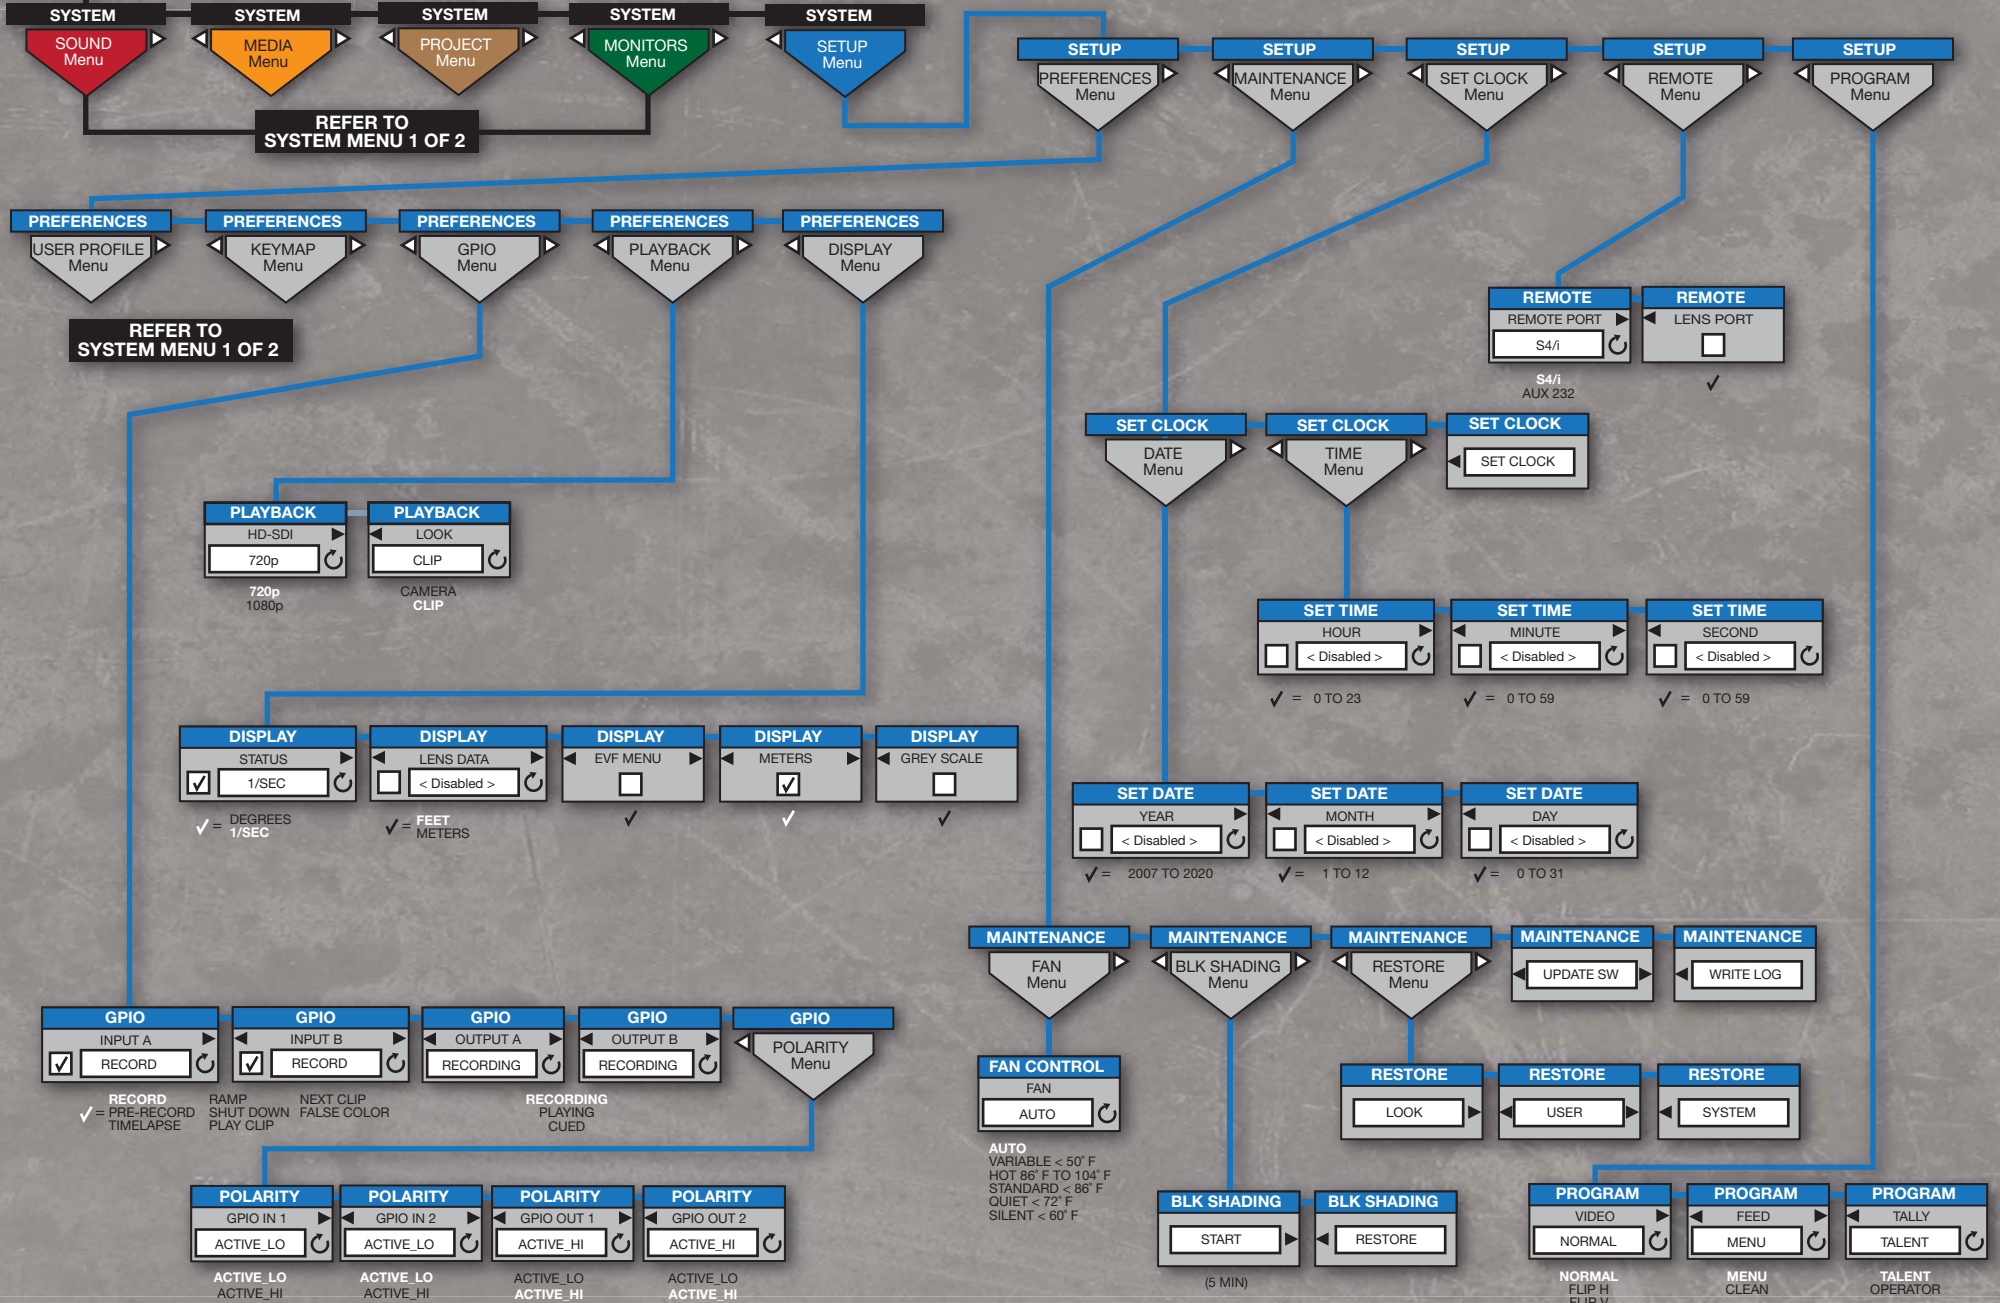 SYSTEM
SOUND
Menu
SYSTEM
MEDIA
Menu
SYSTEM
PROJECT
Menu
SYSTEM
MONITORS
Menu
SYSTEM
SETUP
Menu
REFER TO
SYSTEM MENU 1 OF 2
SETUP
PREFERENCES
Menu
SETUP
MAINTENANCE
Menu
SETUP
SET CLOCK
Menu
SETUP
REMOTE
Menu
SETUP
PROGRAM
Menu
PREFERENCES
USER PROFILE
Menu
PREFERENCES
KEYMAP
Menu
PREFERENCES
GPIO
Menu
PREFERENCES
PLAYBACK
Menu
PREFERENCES
DISPLAY
Menu
REFER TO
SYSTEM MENU 1 OF 2
REMOTE
REMOTE PORT
S4/i
S4/i
AUX 232
REMOTE
LENS PORT
✓
SET CLOCK
DATE
Menu
SET CLOCK
TIME
Menu
SET CLOCK
SET CLOCK
PLAYBACK
HD-SDI
720p
720p
1080p
PLAYBACK
LOOK
CLIP
CAMERA
CLIP
SET TIME
HOUR
< Disabled >
✓ = 0 TO 23
SET TIME
MINUTE
< Disabled >
✓ = 0 TO 59
SET TIME
SECOND
< Disabled >
✓ = 0 TO 59
DISPLAY
STATUS
✓ 1/SEC
✓ = DEGREES
1/SEC
DISPLAY
LENS DATA
< Disabled >
✓ = FEET
METERS
DISPLAY
EVF MENU
✓
DISPLAY
METERS
✓
✓
DISPLAY
GREY SCALE
✓
SET DATE
YEAR
< Disabled >
✓ = 2007 TO 2020
SET DATE
MONTH
< Disabled >
✓ = 1 TO 12
SET DATE
DAY
< Disabled >
✓ = 0 TO 31
MAINTENANCE
FAN
Menu
MAINTENANCE
BLK SHADING
Menu
MAINTENANCE
RESTORE
Menu
MAINTENANCE
UPDATE SW
MAINTENANCE
WRITE LOG
GPIO
INPUT A
✓ RECORD
GPIO
INPUT B
✓ RECORD
RECORD
✓ = PRE-RECORD
TIMELAPSE
RAMP
SHUT DOWN
PLAY CLIP
NEXT CLIP
FALSE COLOR
GPIO
OUTPUT A
RECORDING
GPIO
OUTPUT B
RECORDING
RECORDING
PLAYING
CUED
GPIO
POLARITY
Menu
FAN CONTROL
FAN
AUTO
AUTO
VARIABLE < 50° F
HOT 86° F TO 104° F
STANDARD < 86° F
QUIET < 72° F
SILENT < 60° F
RESTORE
LOOK
RESTORE
USER
RESTORE
SYSTEM
POLARITY
GPIO IN 1
ACTIVE_LO
ACTIVE_LO
ACTIVE_HI
POLARITY
GPIO IN 2
ACTIVE_LO
ACTIVE_LO
ACTIVE_HI
POLARITY
GPIO OUT 1
ACTIVE_HI
ACTIVE_LO
ACTIVE_HI
POLARITY
GPIO OUT 2
ACTIVE_HI
ACTIVE_LO
ACTIVE_HI
BLK SHADING
START
(5 MIN)
BLK SHADING
RESTORE
PROGRAM
VIDEO
NORMAL
NORMAL
FLIP H
FLIP V
PROGRAM
FEED
MENU
MENU
CLEAN
PROGRAM
TALLY
TALENT
TALENT
OPERATOR